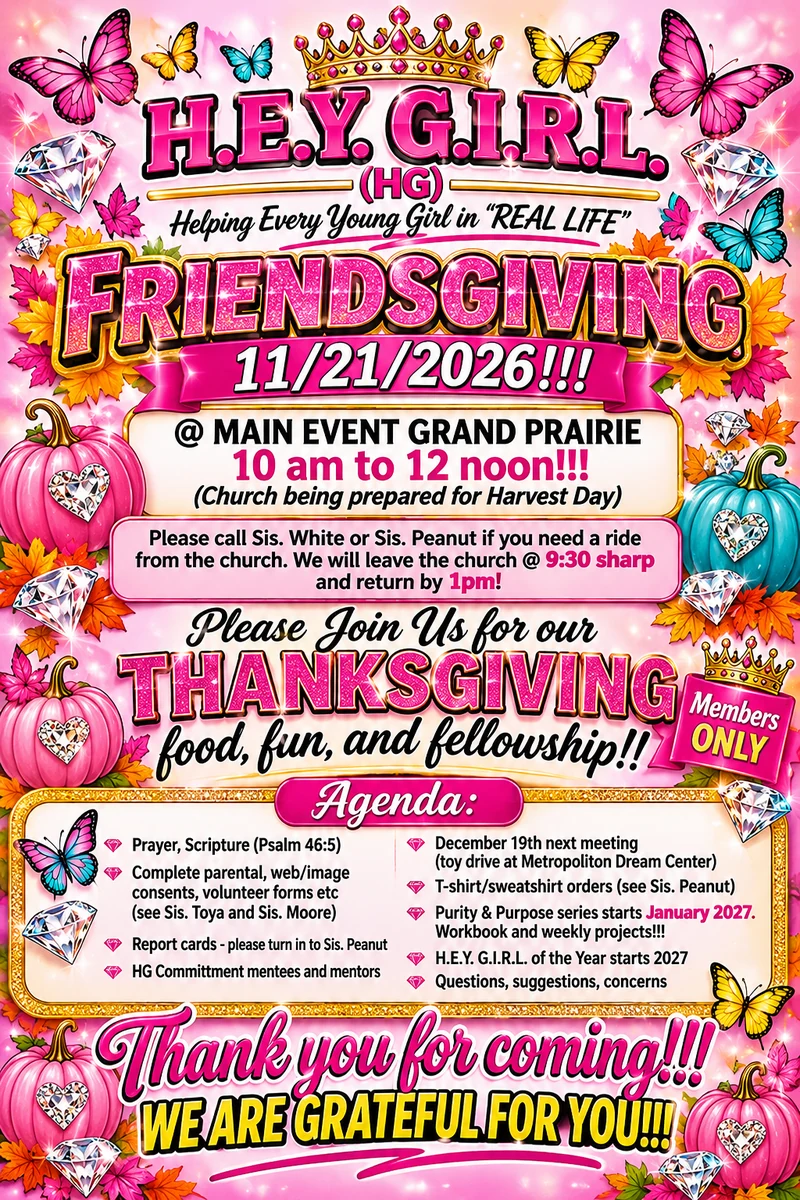 H.E.Y. G.I.R.L.
(HG)
Helping Every Young Girl in "REAL LIFE"
FRIENDSGIVING
11/21/2026!!!
@ MAIN EVENT GRAND PRAIRIE
10 am to 12 noon!!!
(Church being prepared for Harvest Day)
Please call Sis. White or Sis. Peanut if you need a ride
from the church. We will leave the church @ 9:30 sharp
and return by 1pm!
Please Join Us for our
THANKSGIVING
food, fun, and fellowship!!
Members
ONLY
Agenda:
Prayer, Scripture (Psalm 46:5)
Complete parental, web/image
consents, volunteer forms etc
(see Sis. Toya and Sis. Moore)
Report cards - please turn in to Sis. Peanut
HG Committment mentees and mentors
December 19th next meeting
(toy drive at Metropoliton Dream Center)
T-shirt/sweatshirt orders (see Sis. Peanut)
Purity & Purpose series starts January 2027.
Workbook and weekly projects!!!
H.E.Y. G.I.R.L. of the Year starts 2027
Questions, suggestions, concerns
Thank you for coming!!!
WE ARE GRATEFUL FOR YOU!!!